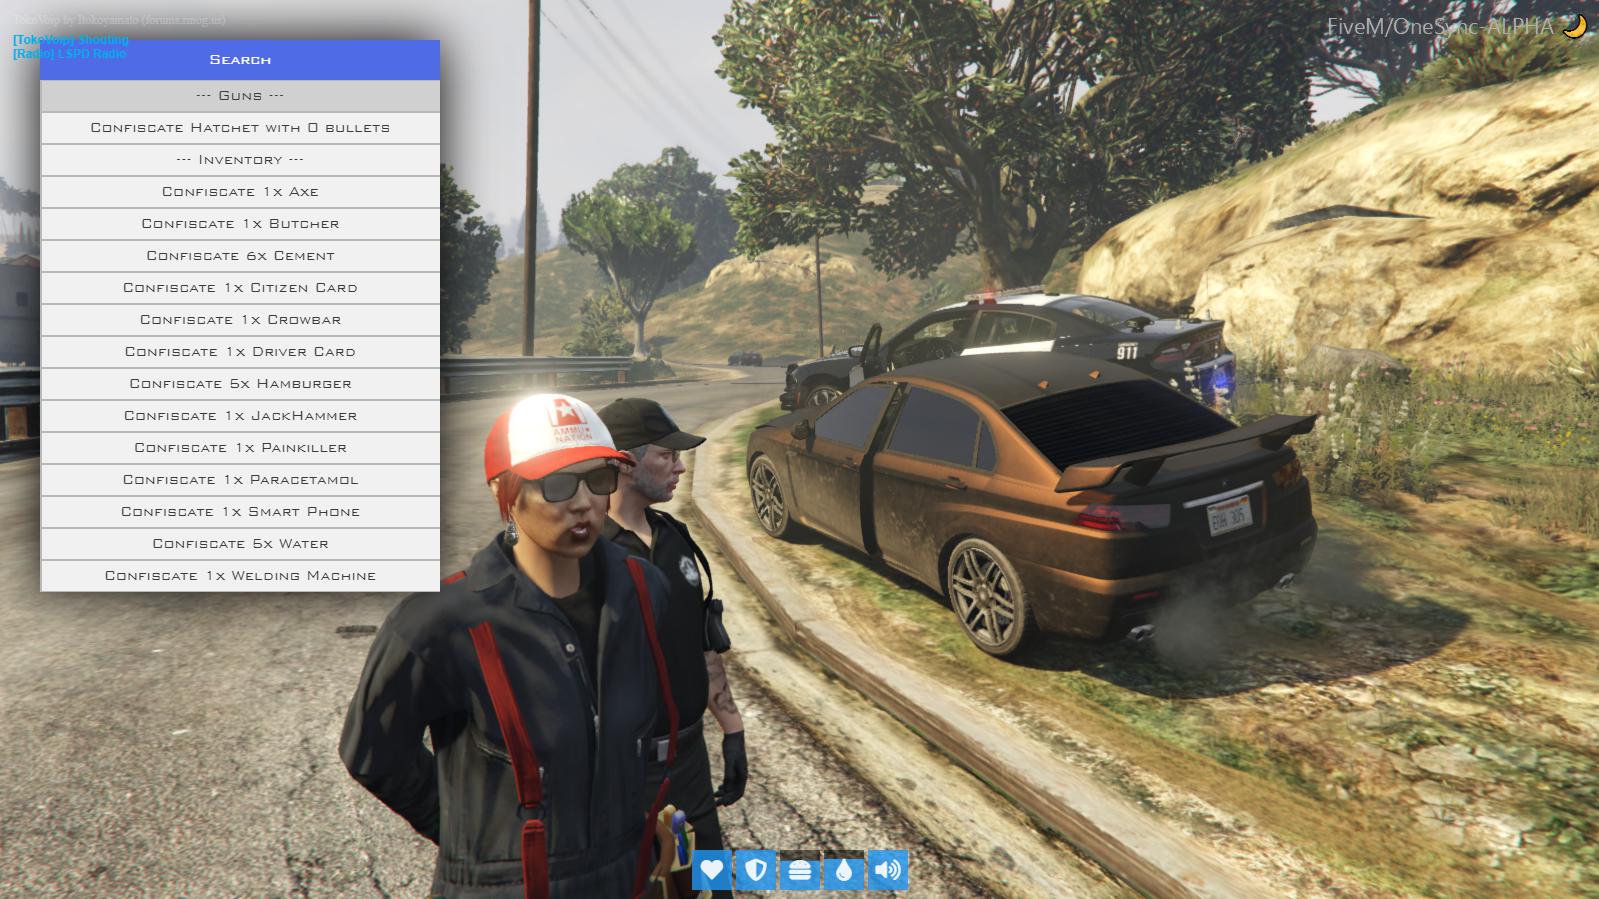 TokoVoip by Itokoyamato (forums.rmog.us)
[TokoVoip] Shouting
[Radio] LSPD Radio
FiveM/OneSync-ALPHA
Search
--- Guns ---
Confiscate Hatchet with 0 bullets
--- Inventory ---
Confiscate 1x Axe
Confiscate 1x Butcher
Confiscate 6x Cement
Confiscate 1x Citizen Card
Confiscate 1x Crowbar
Confiscate 1x Driver Card
Confiscate 5x Hamburger
Confiscate 1x JackHammer
Confiscate 1x Painkiller
Confiscate 1x Paracetamol
Confiscate 1x Smart Phone
Confiscate 5x Water
Confiscate 1x Welding Machine
911
AMMU
NATION